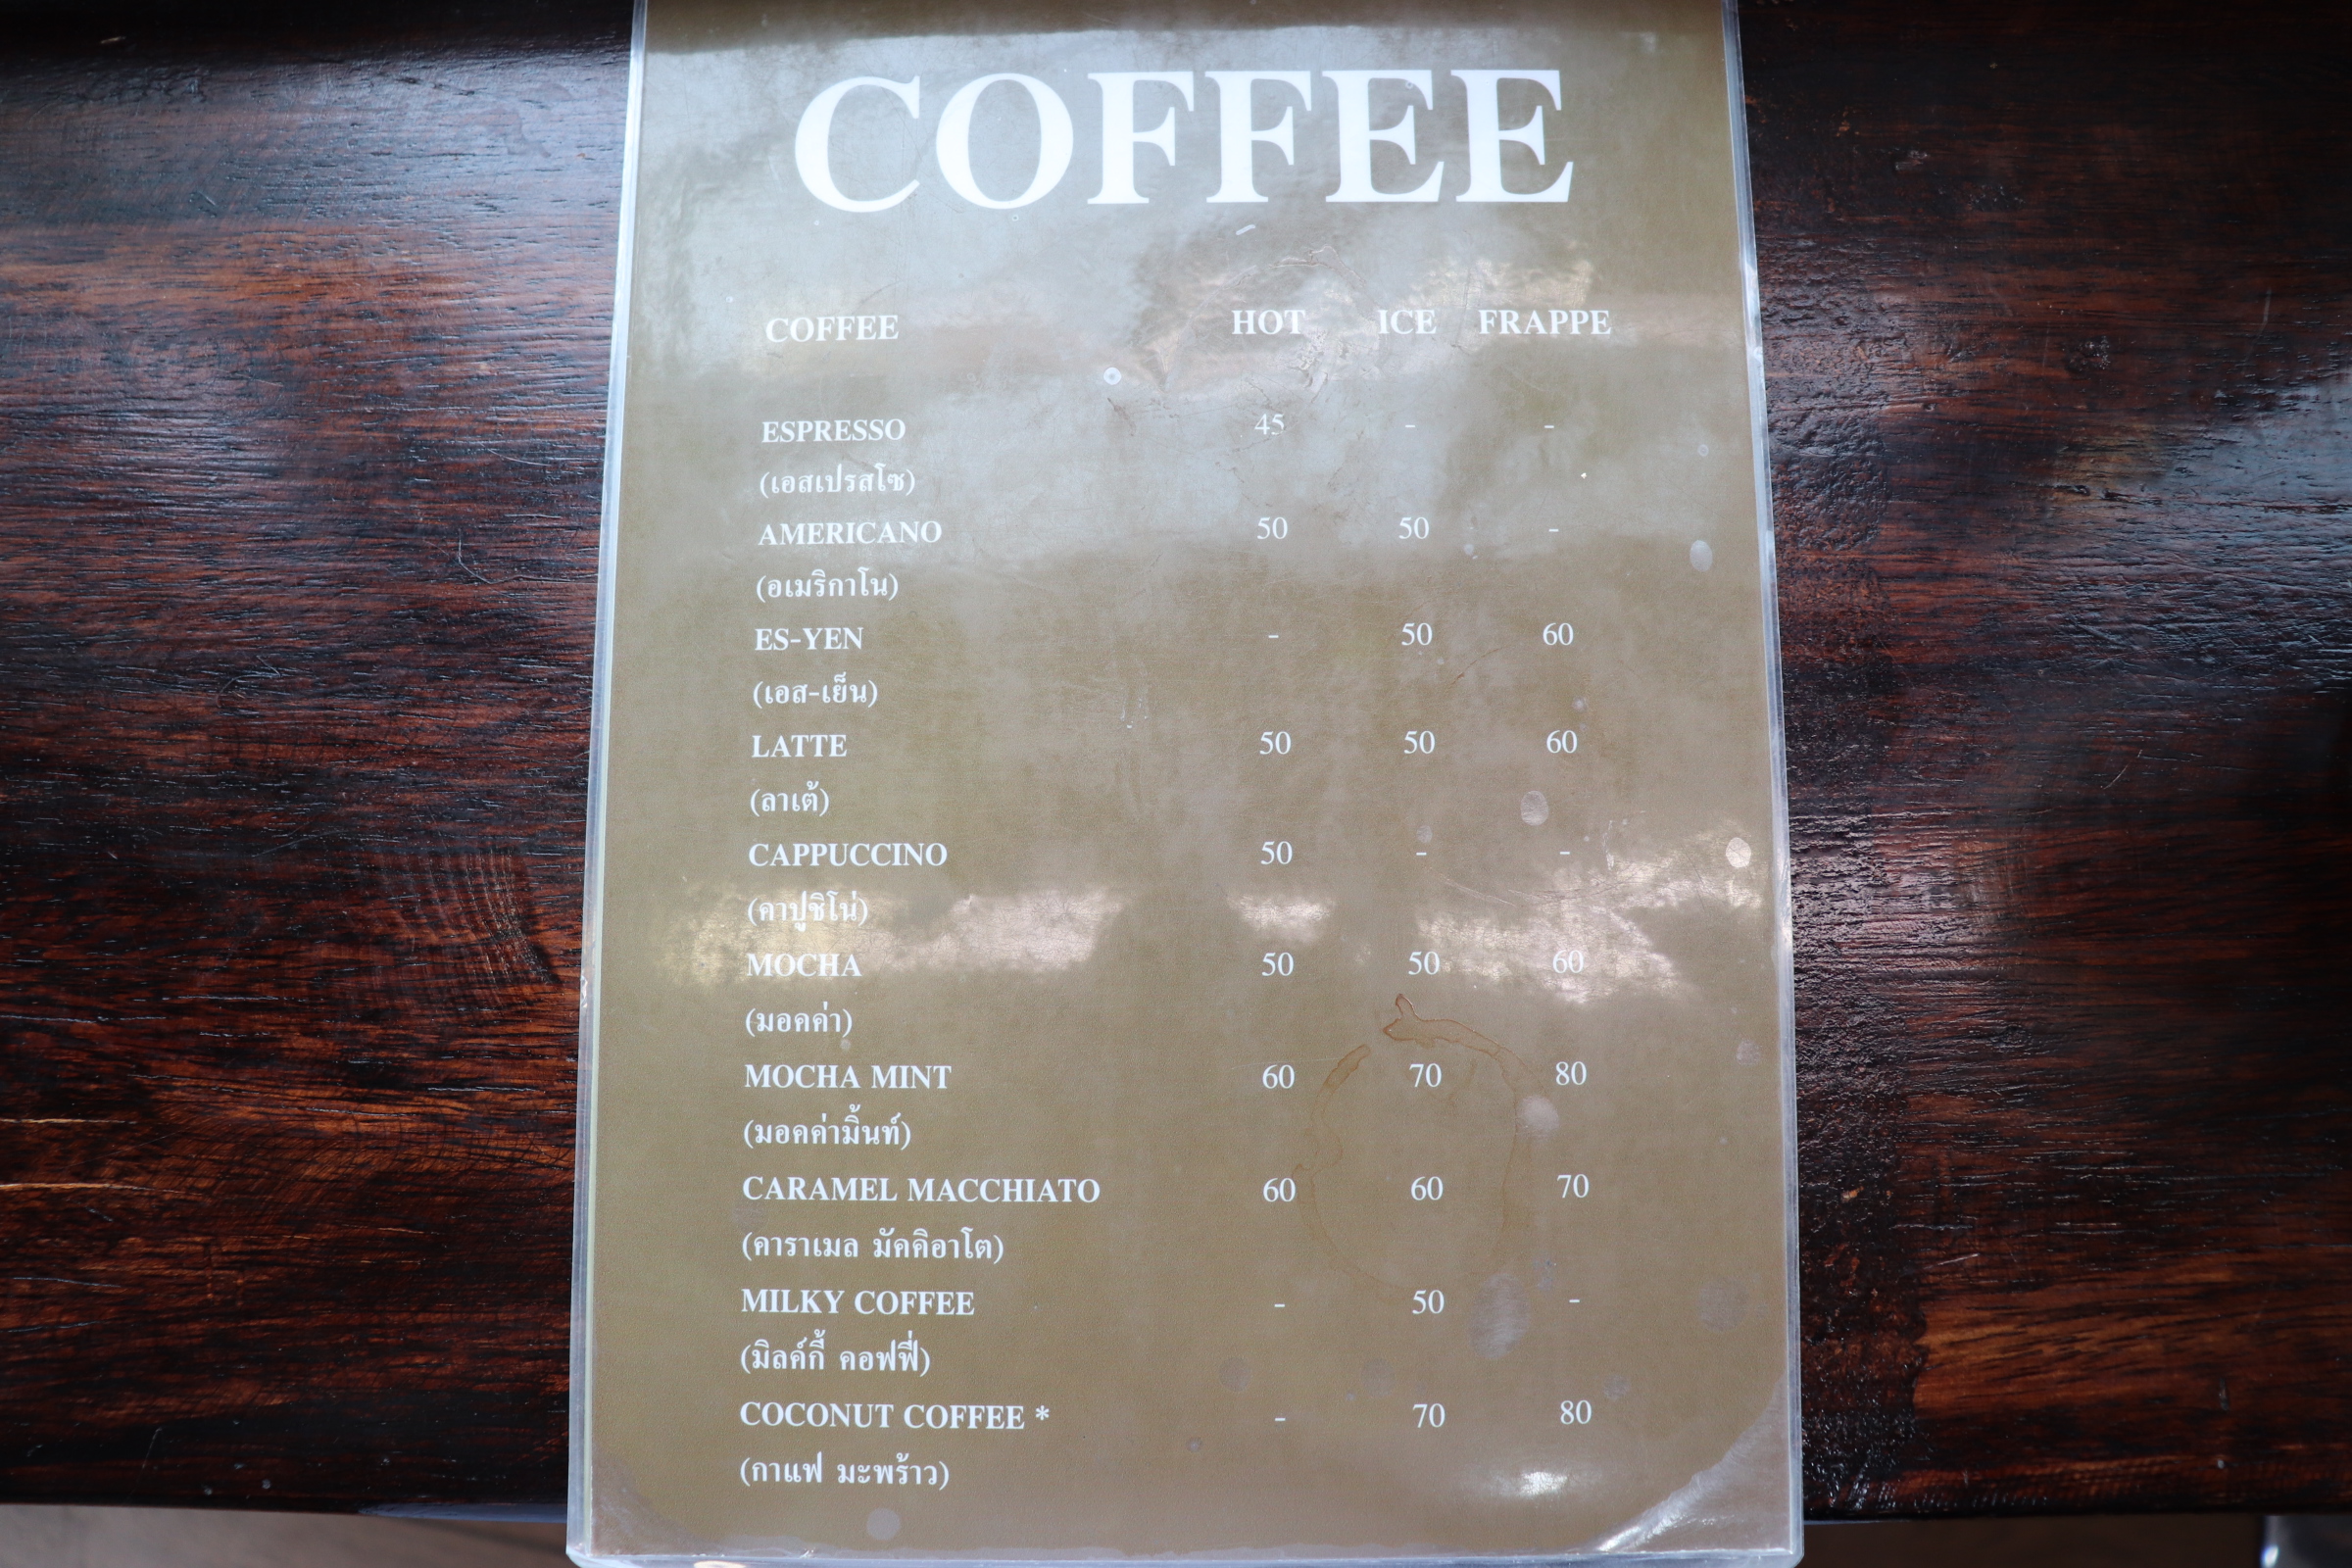 COFFEE
COFFEE HOT ICE FRAPPE
ESPRESSO 45 - -
(เอสเปรสโซ)
AMERICANO 50 50 -
(อเมริกาโน)
ES-YEN - 50 60
(เอส-เย็น)
LATTE 50 50 60
(ลาเต้)
CAPPUCCINO 50 - -
(คาปูชิโน่)
MOCHA 50 50 60
(มอคค่า)
MOCHA MINT 60 70 80
(มอคค่ามิ้นท์)
CARAMEL MACCHIATO 60 60 70
(คาราเมล มัคคิอาโต)
MILKY COFFEE - 50 -
(มิลค์กี้ คอฟฟี่)
COCONUT COFFEE * - 70 80
(กาแฟ มะพร้าว)